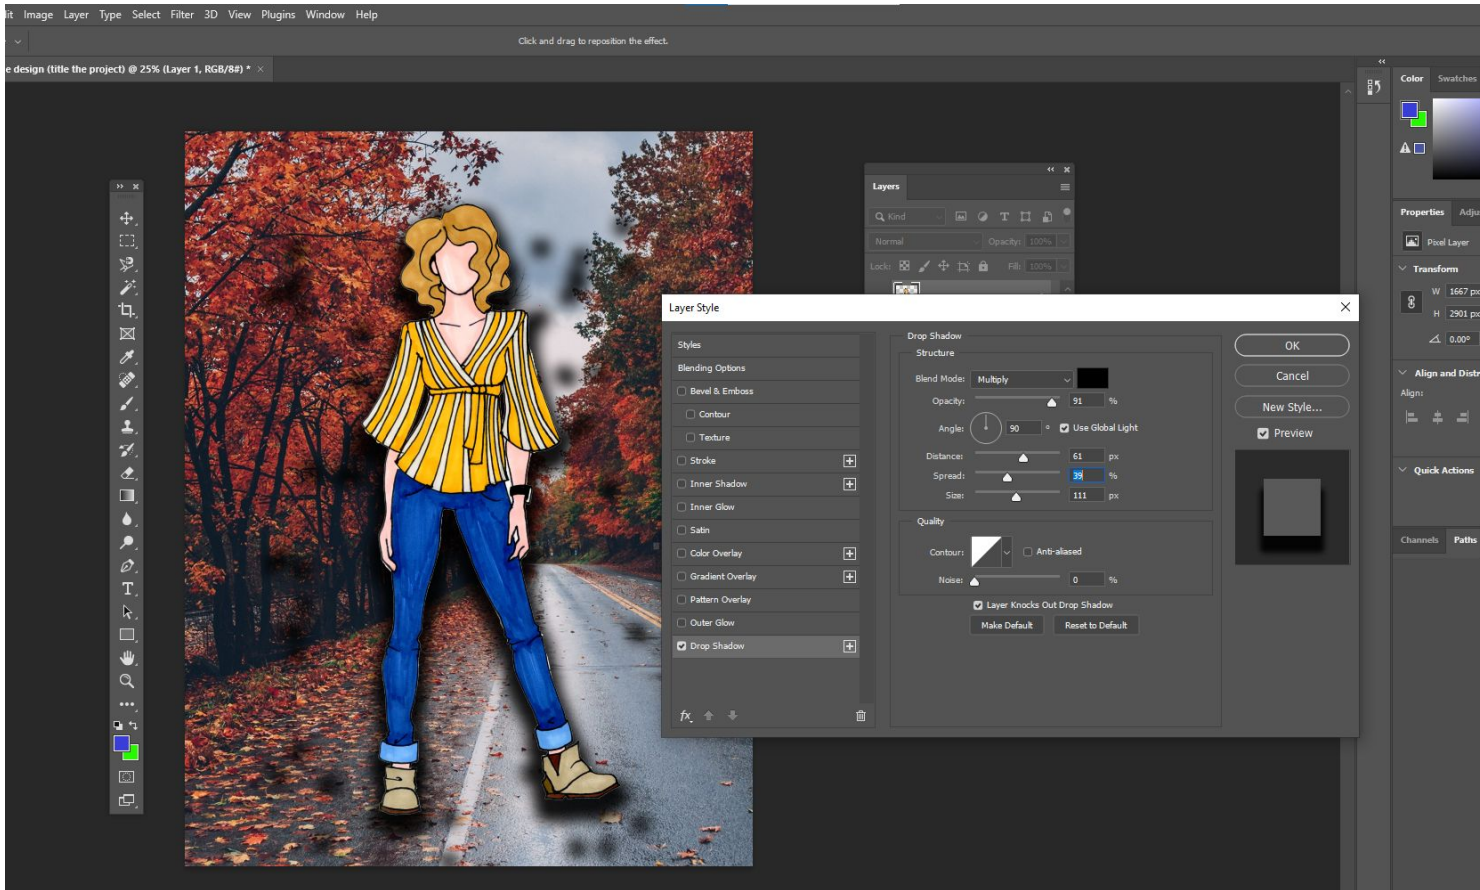 Image Layer Type Select Filter 3D View Plugins Window Help
Click and drag to reposition the effect.
e design (title the project) @ 25% (Layer 1, RGB/8#) *
Color Swatches
Layers
Kind
Normal Opacity: 100%
Lock: Fill: 100%
Properties
Pixel Layer
Transform
W 1667 px
H 2901 px
0.00°
Align and Distr
Align:
Quick Actions
Channels Paths
Layer Style
Styles
Blending Options
Bevel & Emboss
Contour
Texture
Stroke
Inner Shadow
Inner Glow
Satin
Color Overlay
Gradient Overlay
Pattern Overlay
Outer Glow
Drop Shadow
fx
Drop Shadow
Structure
Blend Mode: Multiply
Opacity: 91 %
Angle: 90 ° Use Global Light
Distance: 61 px
Spread: 39 %
Size: 111 px
Quality
Contour: Anti-aliased
Noise: 0 %
Layer Knocks Out Drop Shadow
Make Default Reset to Default
OK
Cancel
New Style...
Preview